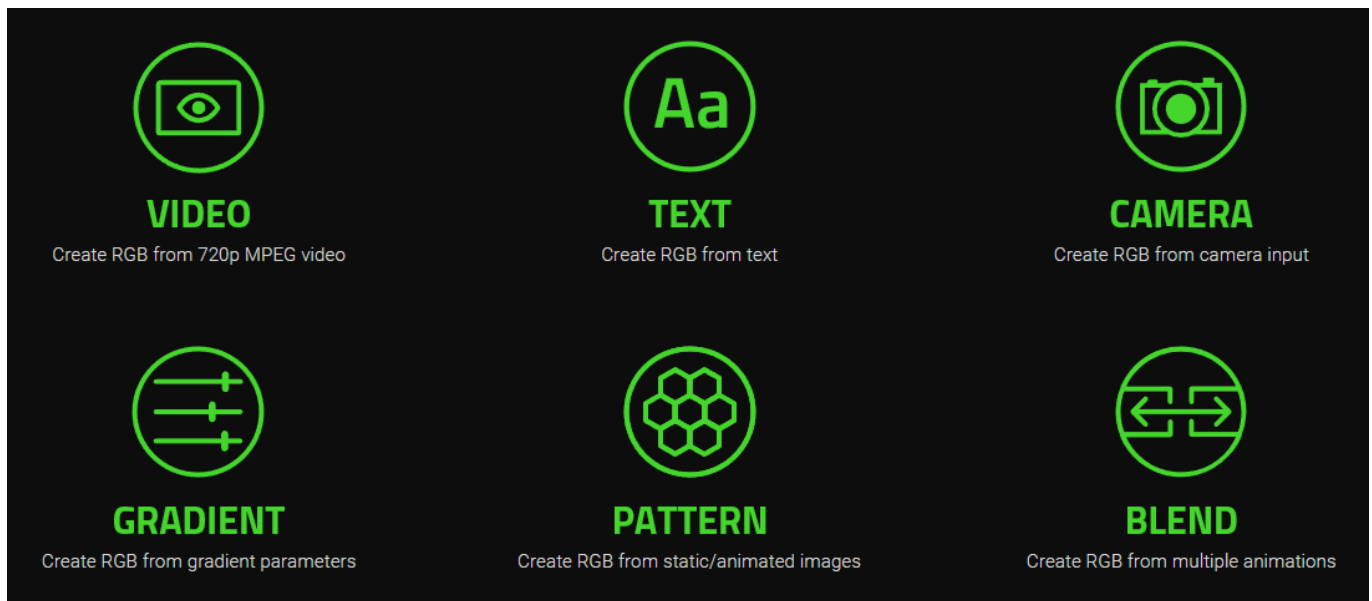 Aa
VIDEO
Create RGB from 720p MPEG video
TEXT
Create RGB from text
CAMERA
Create RGB from camera input
GRADIENT
Create RGB from gradient parameters
PATTERN
Create RGB from static/animated images
BLEND
Create RGB from multiple animations